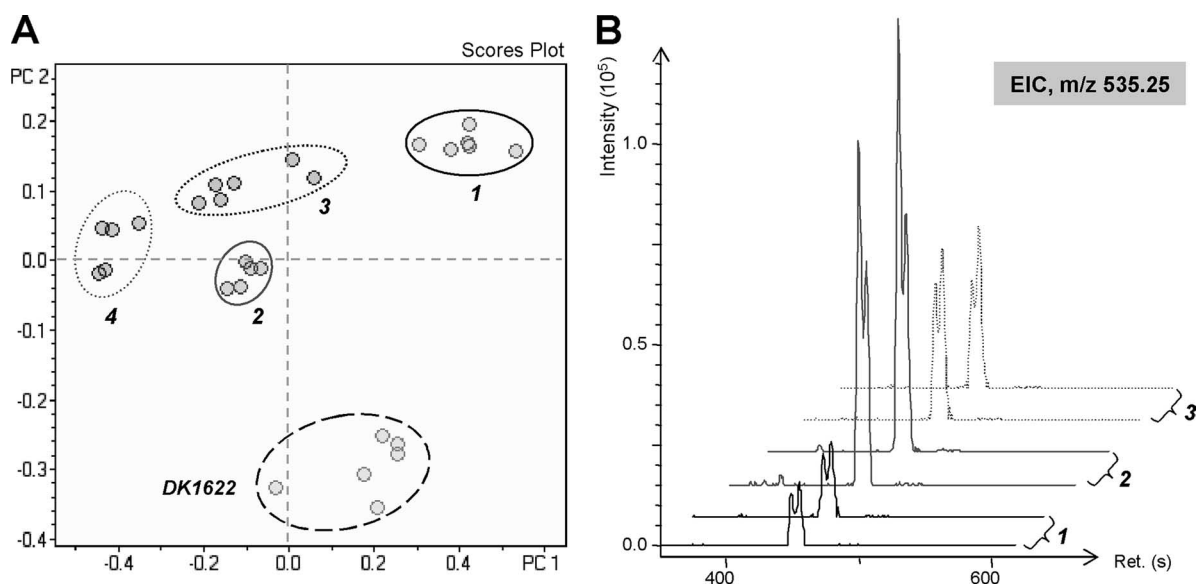 A
Scores Plot
PC 2
0.2
0.1
0.0
-0.1
-0.2
-0.3
-0.4
-0.4
-0.2
0.0
0.2
0.4
PC 1
1
3
4
2
DK1622
B
EIC, m/z 535.25
Intensity (10⁵)
1.0
0.5
0.0
400
600
Ret. (s)
3
2
1